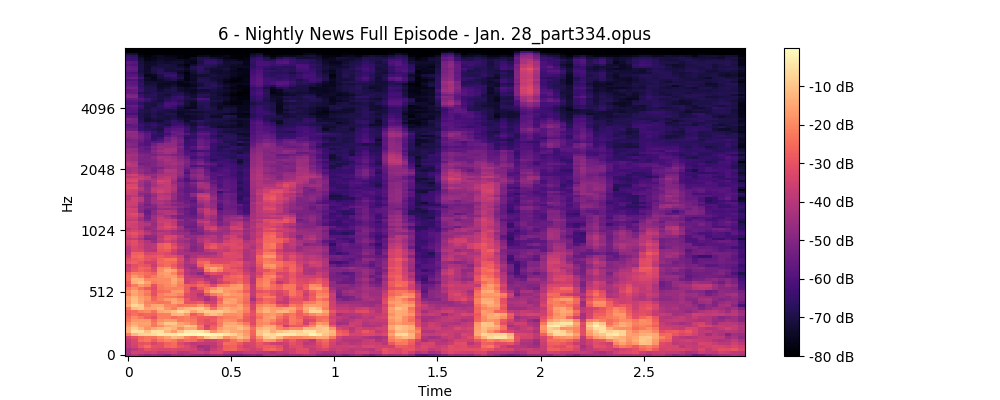 6 - Nightly News Full Episode - Jan. 28_part334.opus
4096
2048
1024
512
0
Hz
0
0.5
1
1.5
2
2.5
Time
-10 dB
-20 dB
-30 dB
-40 dB
-50 dB
-60 dB
-70 dB
-80 dB